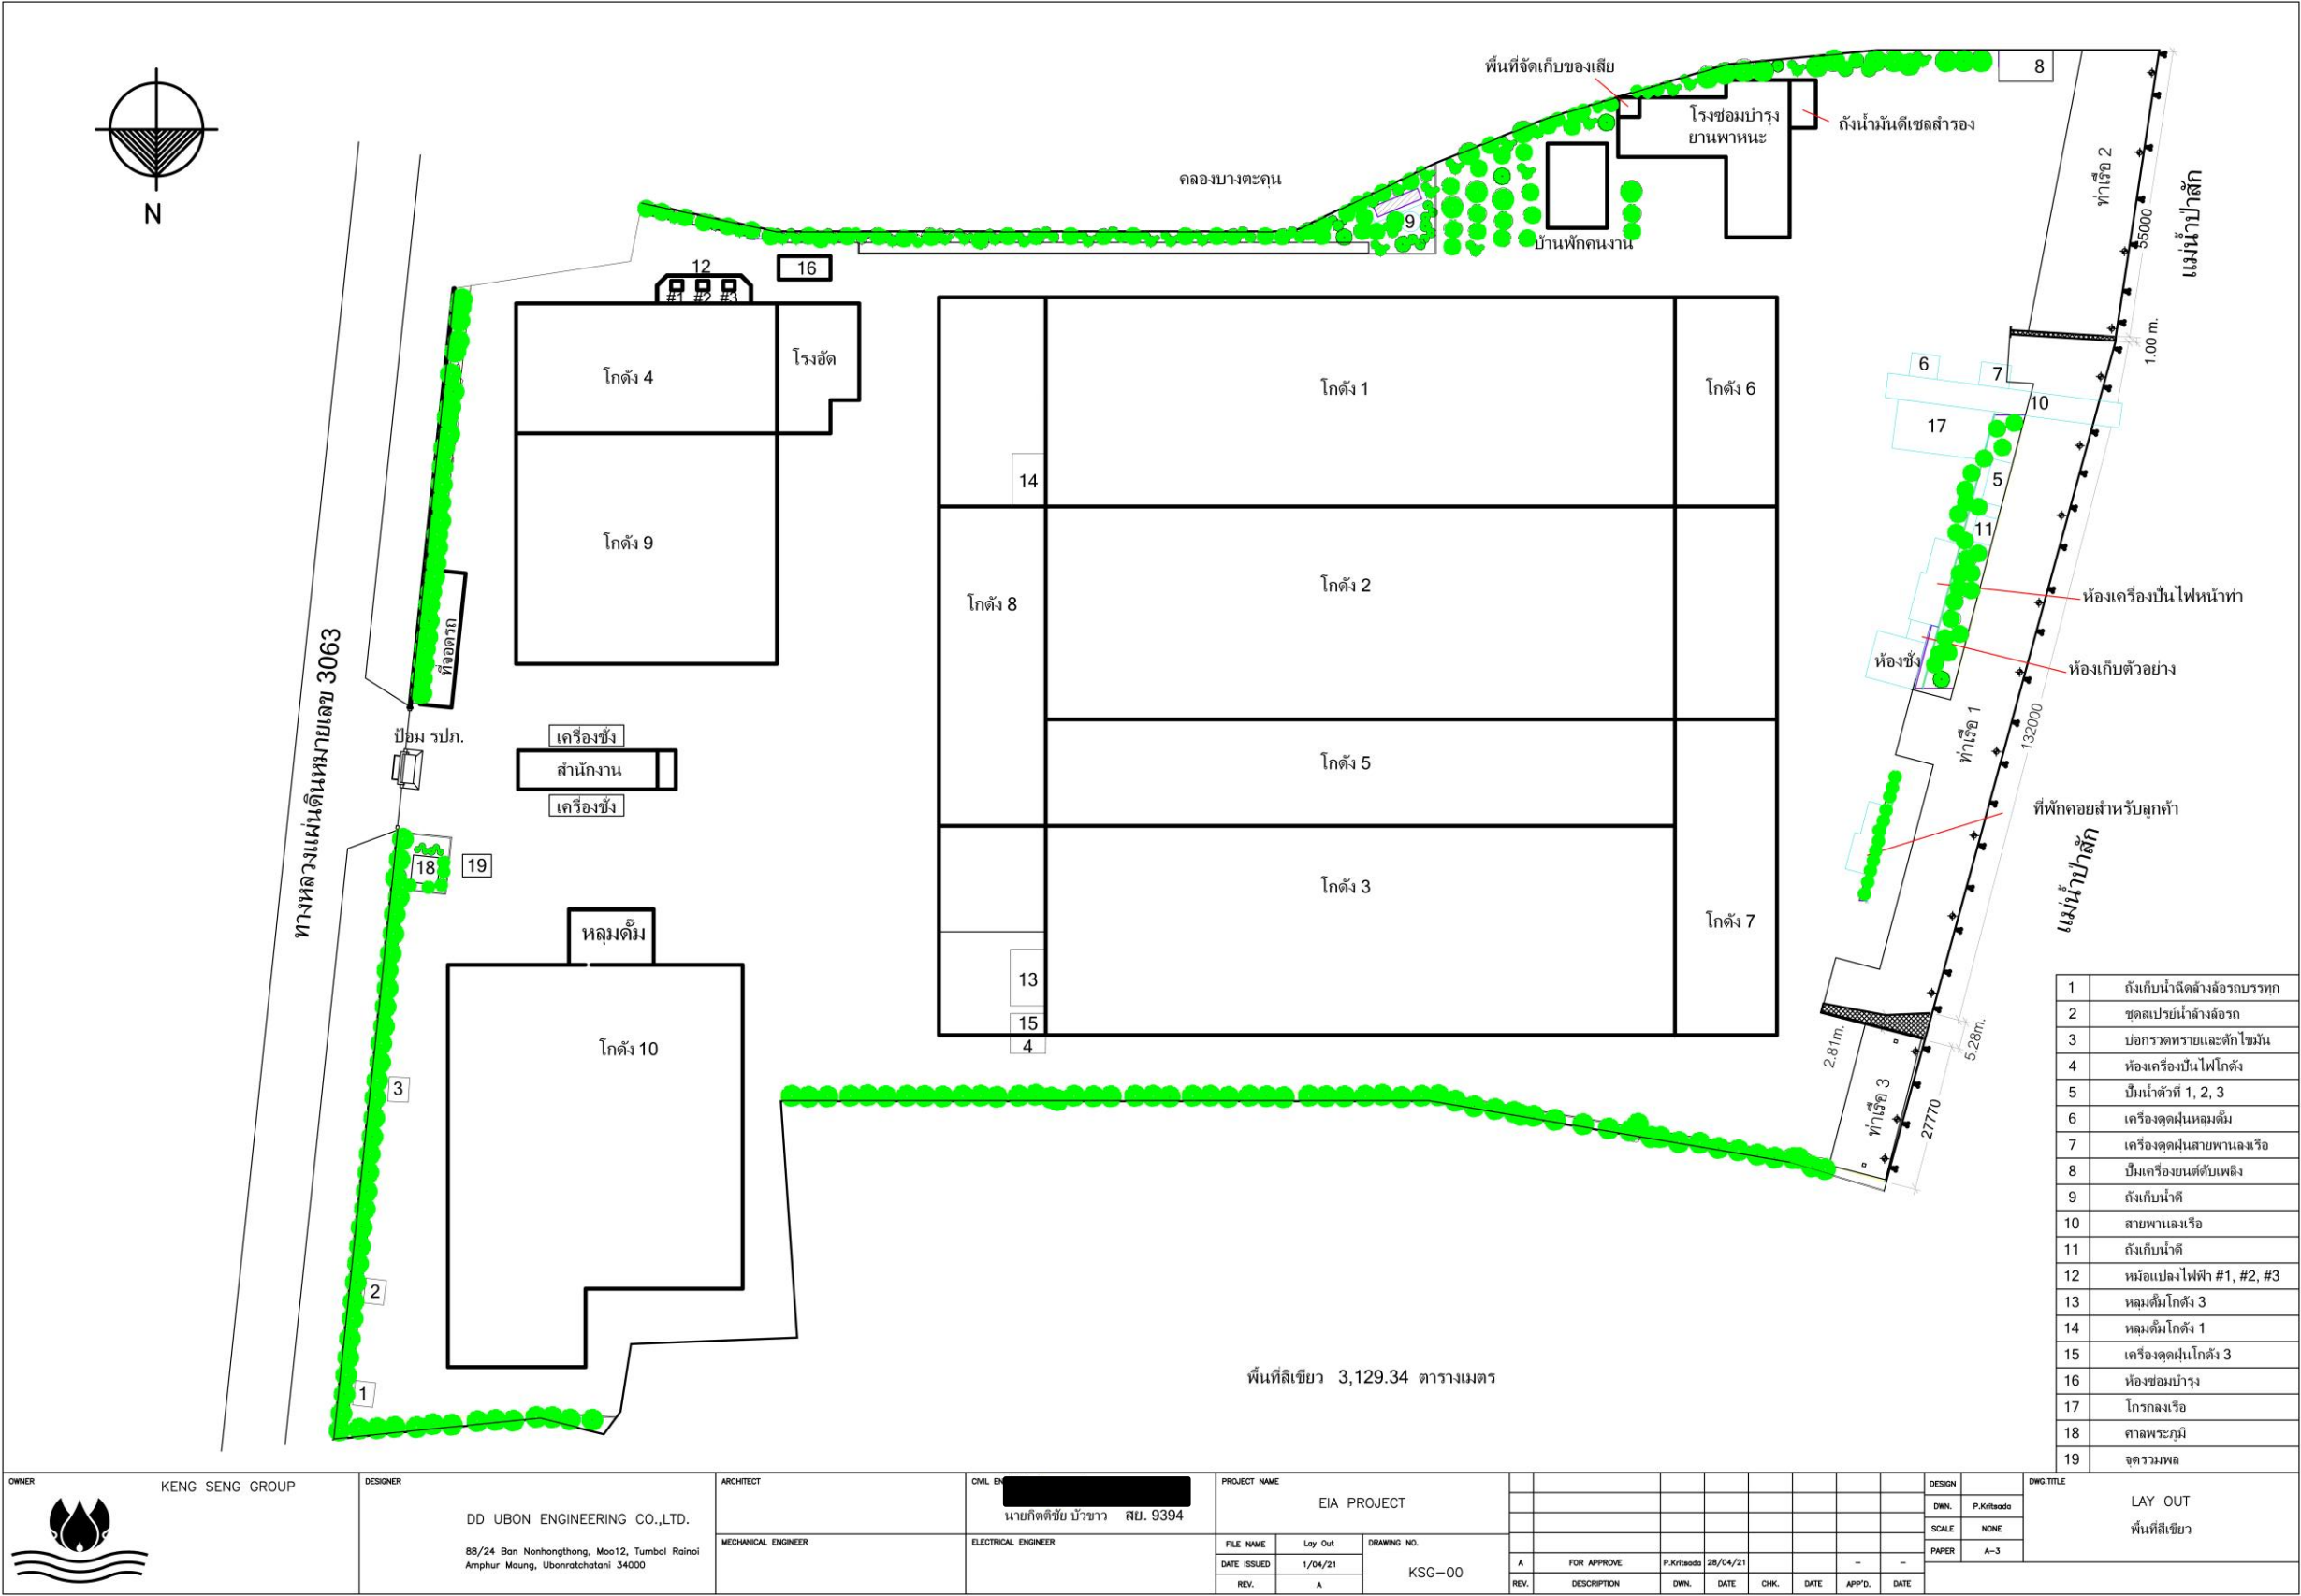 พื้นที่จัดเก็บของเสีย
8
โรงซ่อมบำรุง
ยานพาหนะ
ถังน้ำมันดีเซลสำรอง
ท่าเรือ 2
แม่น้ำป่าสัก
55000
คลองบางตะคุน
N
9
บ้านพักคนงาน
12
#1 #2 #3
16
1.00 m.
โกดัง 4
โรงอัด
โกดัง 1
โกดัง 6
6
7
10
17
14
5
11
โกดัง 9
โกดัง 8
โกดัง 2
ห้องเครื่องปั่นไฟหน้าท่า
ที่จอดรถ
ห้องชั่ง
ห้องเก็บตัวอย่าง
ทางหลวงแผ่นดินหมายเลข 3063
ป้อม รปภ.
เครื่องชั่ง
สำนักงาน
เครื่องชั่ง
โกดัง 5
ท่าเรือ 1
132000
ที่พักคอยสำหรับลูกค้า
18
19
โกดัง 3
แม่น้ำป่าสัก
หลุมดั๊ม
โกดัง 7
13
15
4
โกดัง 10
2.81m.
5.28m.
3
ท่าเรือ 3
27770
2
1
พื้นที่สีเขียว 3,129.34 ตารางเมตร
1 ถังเก็บน้ำฉีดล้างล้อรถบรรทุก
2 ชุดสเปรย์น้ำล้างล้อรถ
3 บ่อกรวดทรายและดักไขมัน
4 ห้องเครื่องปั่นไฟโกดัง
5 ปั๊มน้ำตัวที่ 1, 2, 3
6 เครื่องดูดฝุ่นหลุมดั๊ม
7 เครื่องดูดฝุ่นสายพานลงเรือ
8 ปั๊มเครื่องยนต์ดับเพลิง
9 ถังเก็บน้ำดี
10 สายพานลงเรือ
11 ถังเก็บน้ำดี
12 หม้อแปลงไฟฟ้า #1, #2, #3
13 หลุมดั๊มโกดัง 3
14 หลุมดั๊มโกดัง 1
15 เครื่องดูดฝุ่นโกดัง 3
16 ห้องซ่อมบำรุง
17 โกรกลงเรือ
18 ศาลพระภูมิ
19 จุดรวมพล
OWNER
KENG SENG GROUP
DESIGNER
DD UBON ENGINEERING CO.,LTD.
88/24 Ban Nonhongthong, Moo12, Tumbol Rainoi
Amphur Maung, Ubonratchatani 34000
ARCHITECT
MECHANICAL ENGINEER
CIVIL EN
นายกิตติชัย บัวขาว สย. 9394
ELECTRICAL ENGINEER
PROJECT NAME
EIA PROJECT
FILE NAME Lay Out
DATE ISSUED 1/04/21
REV. A
DRAWING NO.
KSG-00
A FOR APPROVE P.Kritsada 28/04/21 - -
REV. DESCRIPTION DWN. DATE CHK. DATE APP'D. DATE
DESIGN
DWN. P.Kritsada
SCALE NONE
PAPER A-3
DWG.TITLE
LAY OUT
พื้นที่สีเขียว